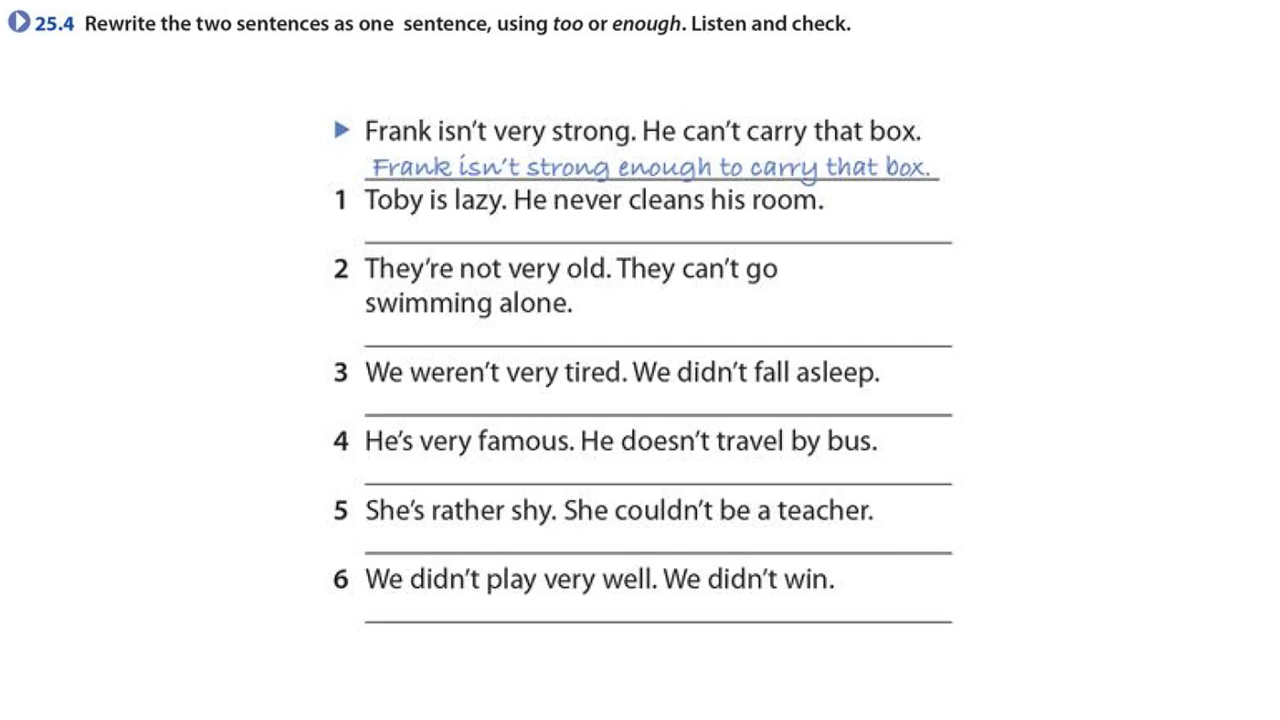 25.4 Rewrite the two sentences as one sentence, using too or enough. Listen and check.
Frank isn't very strong. He can't carry that box.
Frank isn't strong enough to carry that box.
1 Toby is lazy. He never cleans his room.
2 They're not very old. They can't go
swimming alone.
3 We weren't very tired. We didn't fall asleep.
4 He's very famous. He doesn't travel by bus.
5 She's rather shy. She couldn't be a teacher.
6 We didn't play very well. We didn't win.